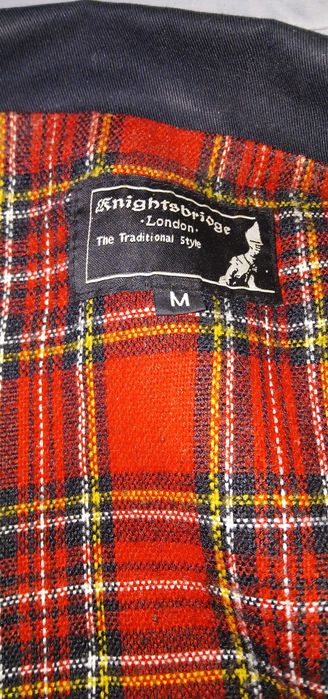 Knightsbridge
·London·
The Traditional Style
M